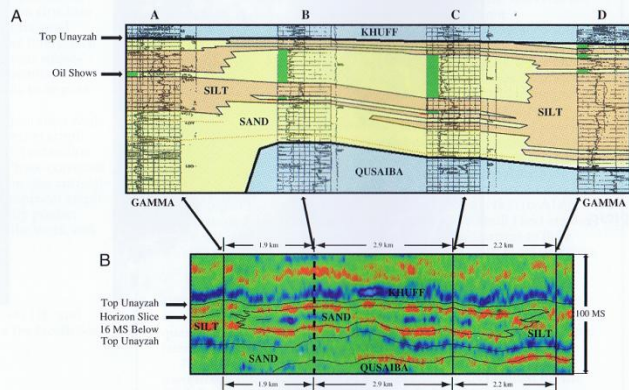 A
A
B
C
D
KHUFF
Top Unayzah
Oil Shows
SILT
SAND
SILT
QUSAIBA
GAMMA
GAMMA
1.9 km
2.9 km
2.2 km
B
KHUFF
Top Unayzah
Horizon Slice
16 MS Below
Top Unayzah
SILT
SAND
SILT
SAND
QUSAIBA
100 MS
1.9 km
2.9 km
2.2 km